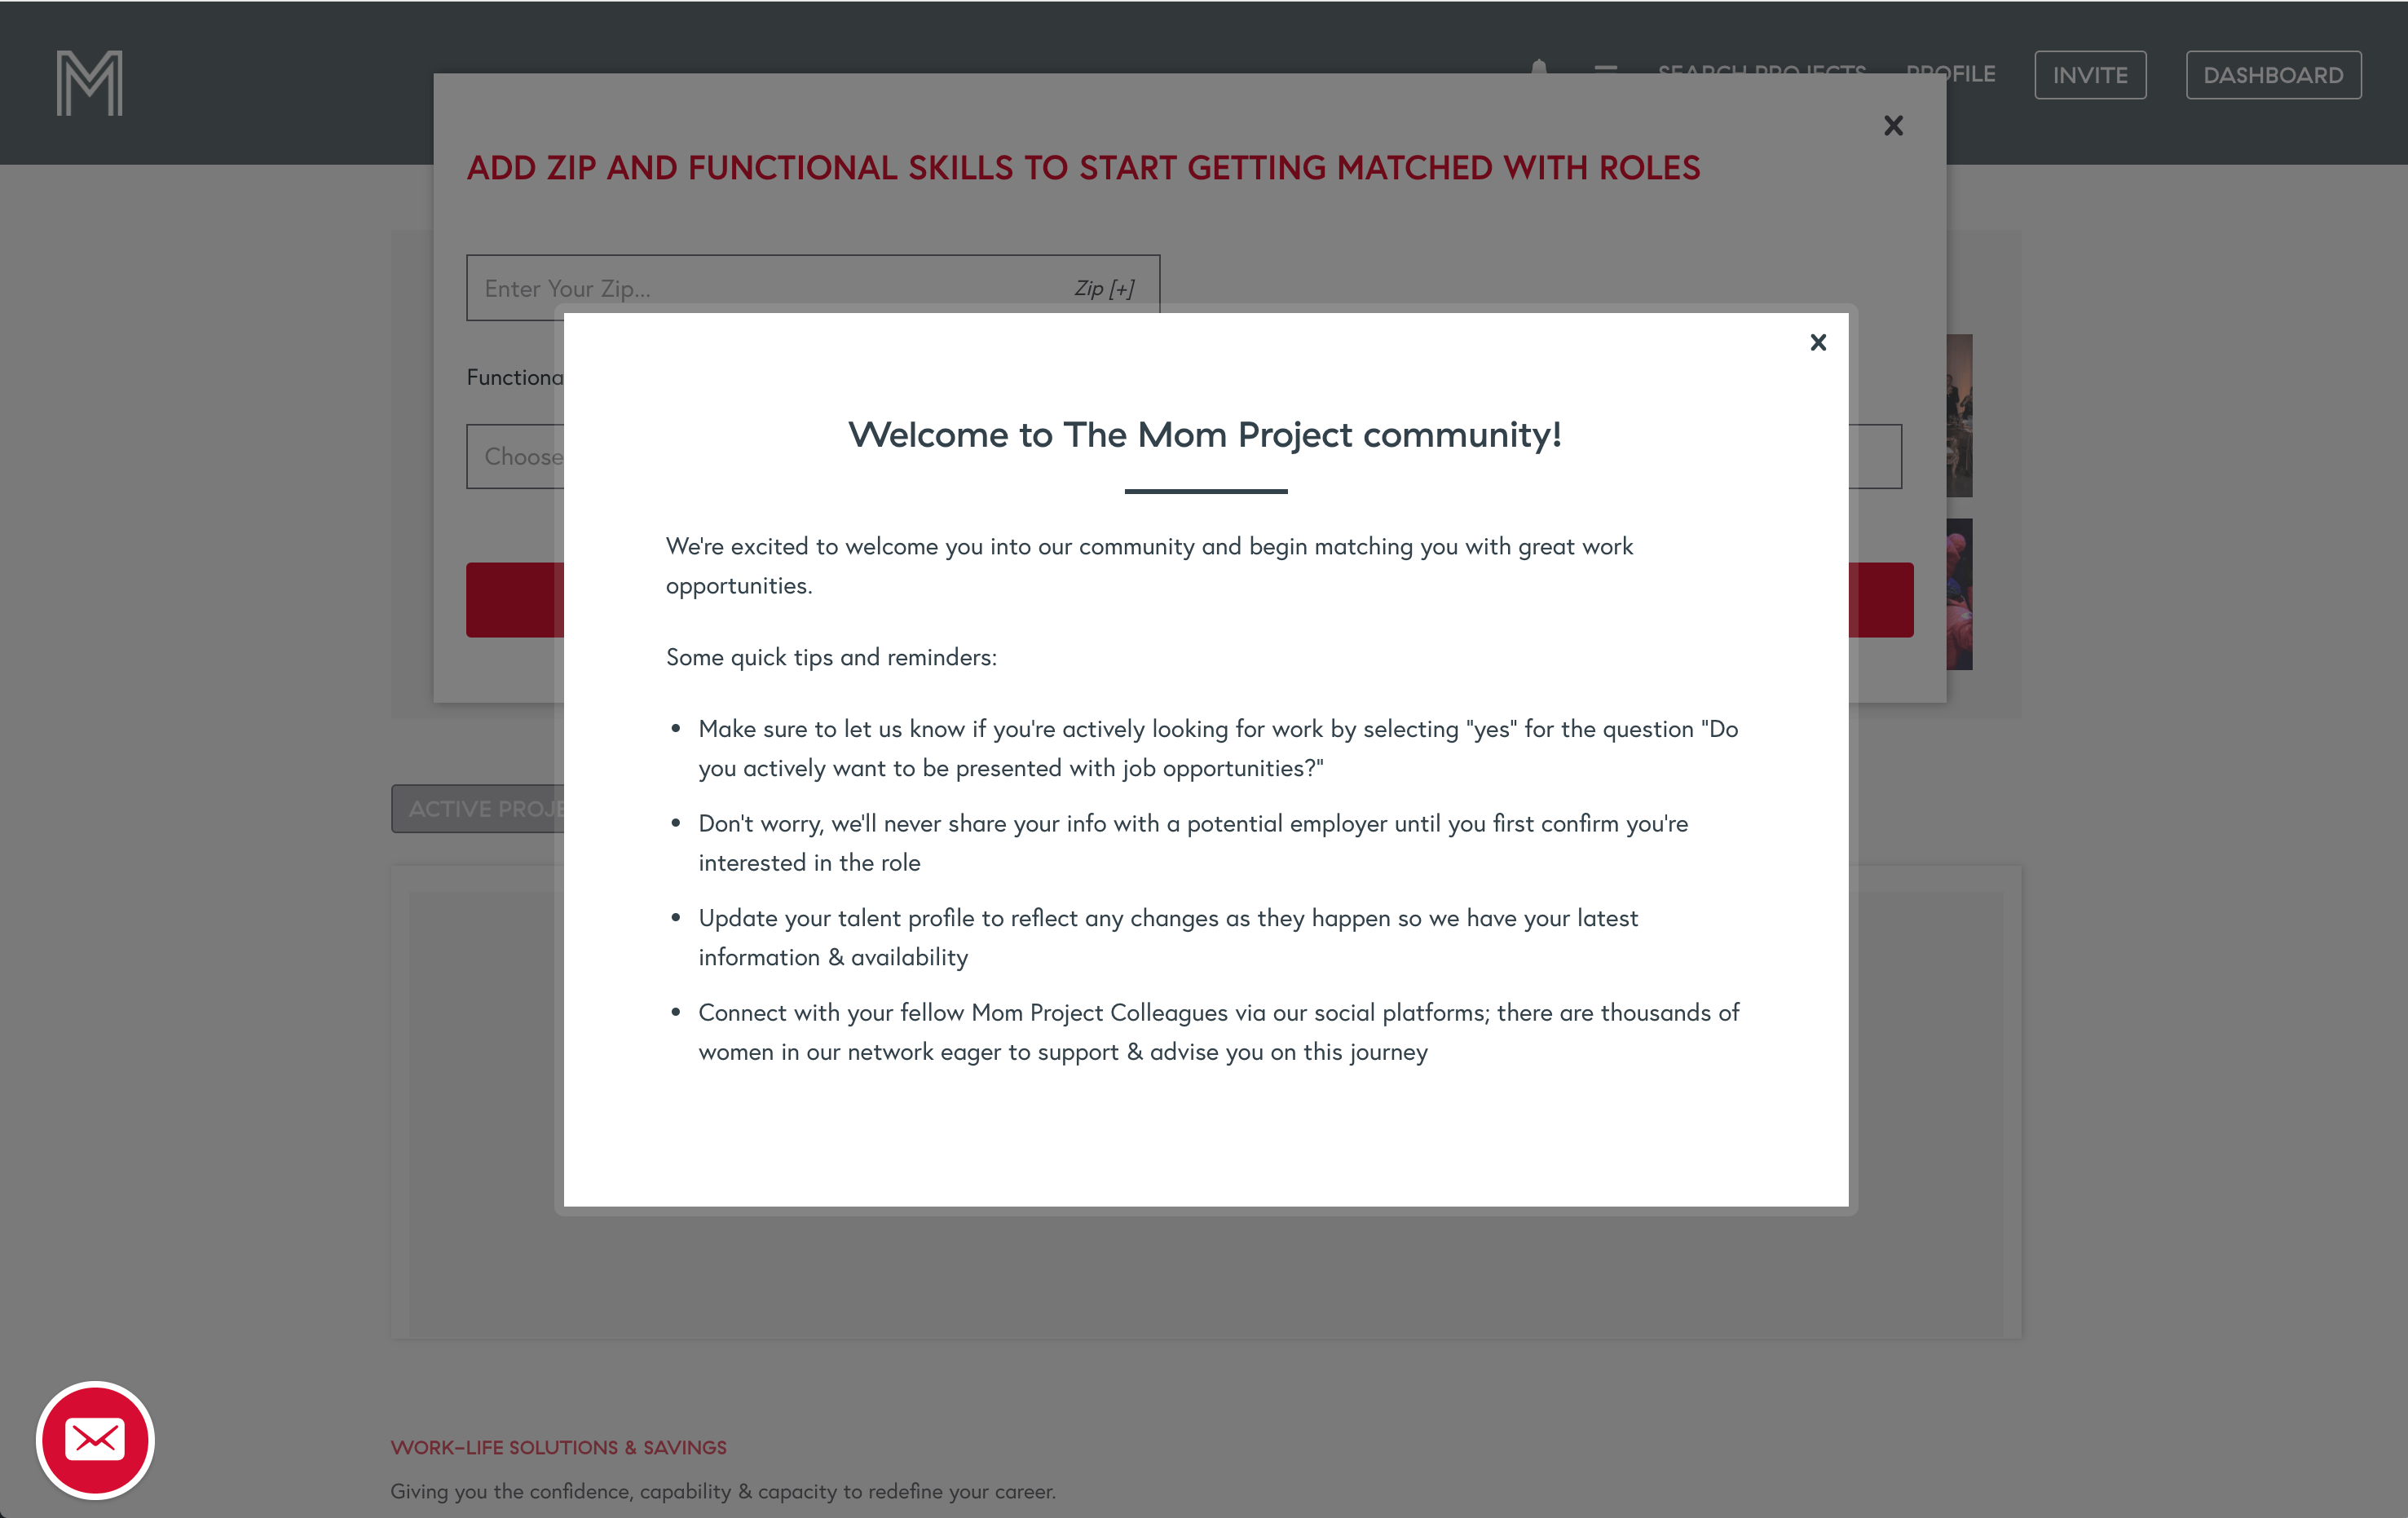 M
SEARCH PROJECTS PROFILE INVITE DASHBOARD
x
ADD ZIP AND FUNCTIONAL SKILLS TO START GETTING MATCHED WITH ROLES
Enter Your Zip... Zip [+]
x
Welcome to The Mom Project community!
Choose
We're excited to welcome you into our community and begin matching you with great work
opportunities.
Some quick tips and reminders:
• Make sure to let us know if you're actively looking for work by selecting "yes" for the question "Do
you actively want to be presented with job opportunities?"
ACTIVE
• Don't worry, we'll never share your info with a potential employer until you first confirm you're
interested in the role
• Update your talent profile to reflect any changes as they happen so we have your latest
information & availability
• Connect with your fellow Mom Project Colleagues via our social platforms; there are thousands of
women in our network eager to support & advise you on this journey
WORK-LIFE SOLUTIONS & SAVINGS
Giving you the confidence, capability & capacity to redefine your career.